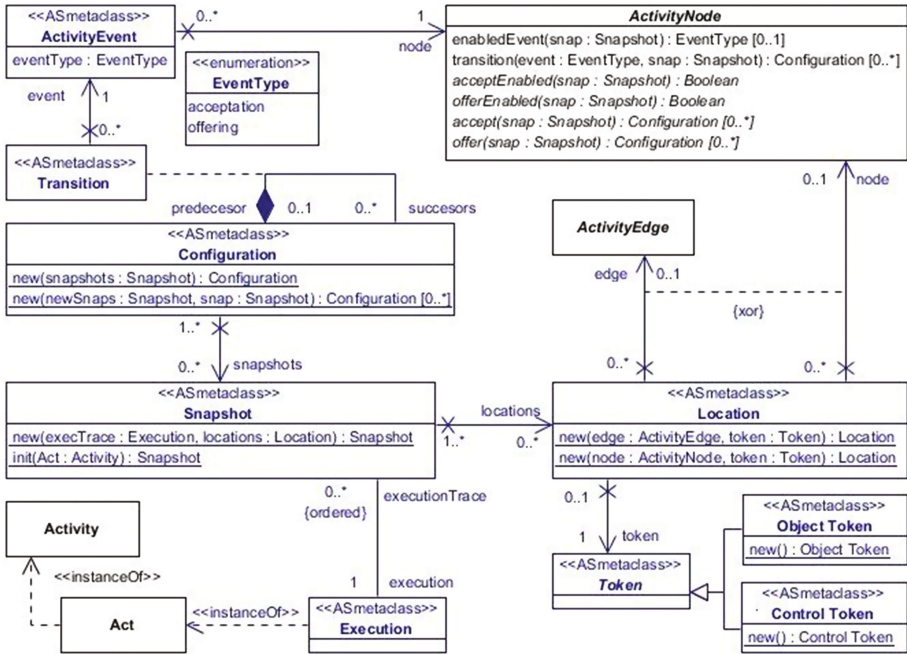 <<ASmetaclass>>
ActivityEvent
eventType : EventType
0..*
1
node
ActivityNode
enabledEvent(snap : Snapshot) : EventType [0..1]
transition(event : EventType, snap : Snapshot) : Configuration [0..*]
acceptEnabled(snap : Snapshot) : Boolean
offerEnabled(snap : Snapshot) : Boolean
accept(snap : Snapshot) : Configuration [0..*]
offer(snap : Snapshot) : Configuration [0..*]
<<enumeration>>
EventType
acceptation
offering
event
1
0..*
<<ASmetaclass>>
Transition
predecesor
0..1
0..*
succesors
<<ASmetaclass>>
Configuration
new(snapshots : Snapshot) : Configuration
new(newSnaps : Snapshot, snap : Snapshot) : Configuration [0..*]
0..1
node
ActivityEdge
edge
0..1
{xor}
1..*
0..*
snapshots
0..*
0..*
<<ASmetaclass>>
Snapshot
new(execTrace : Execution, locations : Location) : Snapshot
init(Act : Activity) : Snapshot
locations
1..*
0..*
<<ASmetaclass>>
Location
new(edge : ActivityEdge, token : Token) : Location
new(node : ActivityNode, token : Token) : Location
0..*
{ordered}
executionTrace
0..1
1
token
<<ASmetaclass>>
Token
<<ASmetaclass>>
Object Token
new() : Object Token
<<ASmetaclass>>
Control Token
new() : Control Token
Activity
<<instanceOf>>
Act
<<instanceOf>>
1
execution
<<ASmetaclass>>
Execution